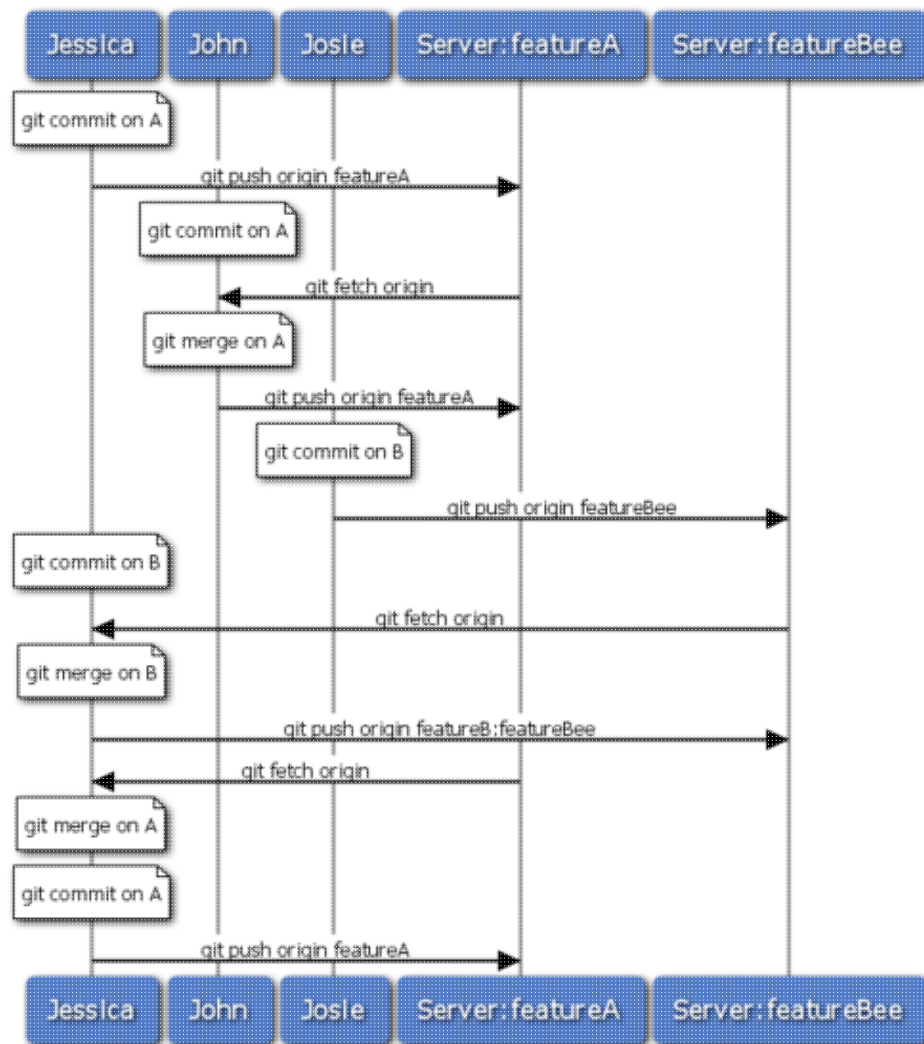 Jessica John Josie Server:featureA Server:featureBee
git commit on A
git push origin featureA
git commit on A
git fetch origin
git merge on A
git push origin featureA
git commit on B
git push origin featureBee
git commit on B
git fetch origin
git merge on B
git push origin featureB:featureBee
git fetch origin
git merge on A
git commit on A
git push origin featureA
Jessica John Josie Server:featureA Server:featureBee